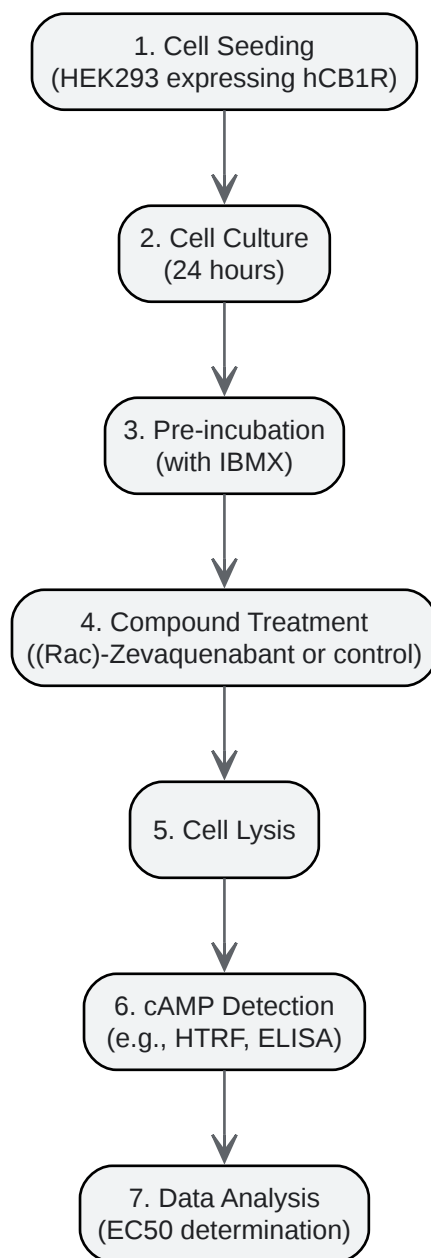 1. Cell Seeding
(HEK293 expressing hCB1R)
2. Cell Culture
(24 hours)
3. Pre-incubation
(with IBMX)
4. Compound Treatment
((Rac)-Zevaquenabant or control)
5. Cell Lysis
6. cAMP Detection
(e.g., HTRF, ELISA)
7. Data Analysis
(EC50 determination)